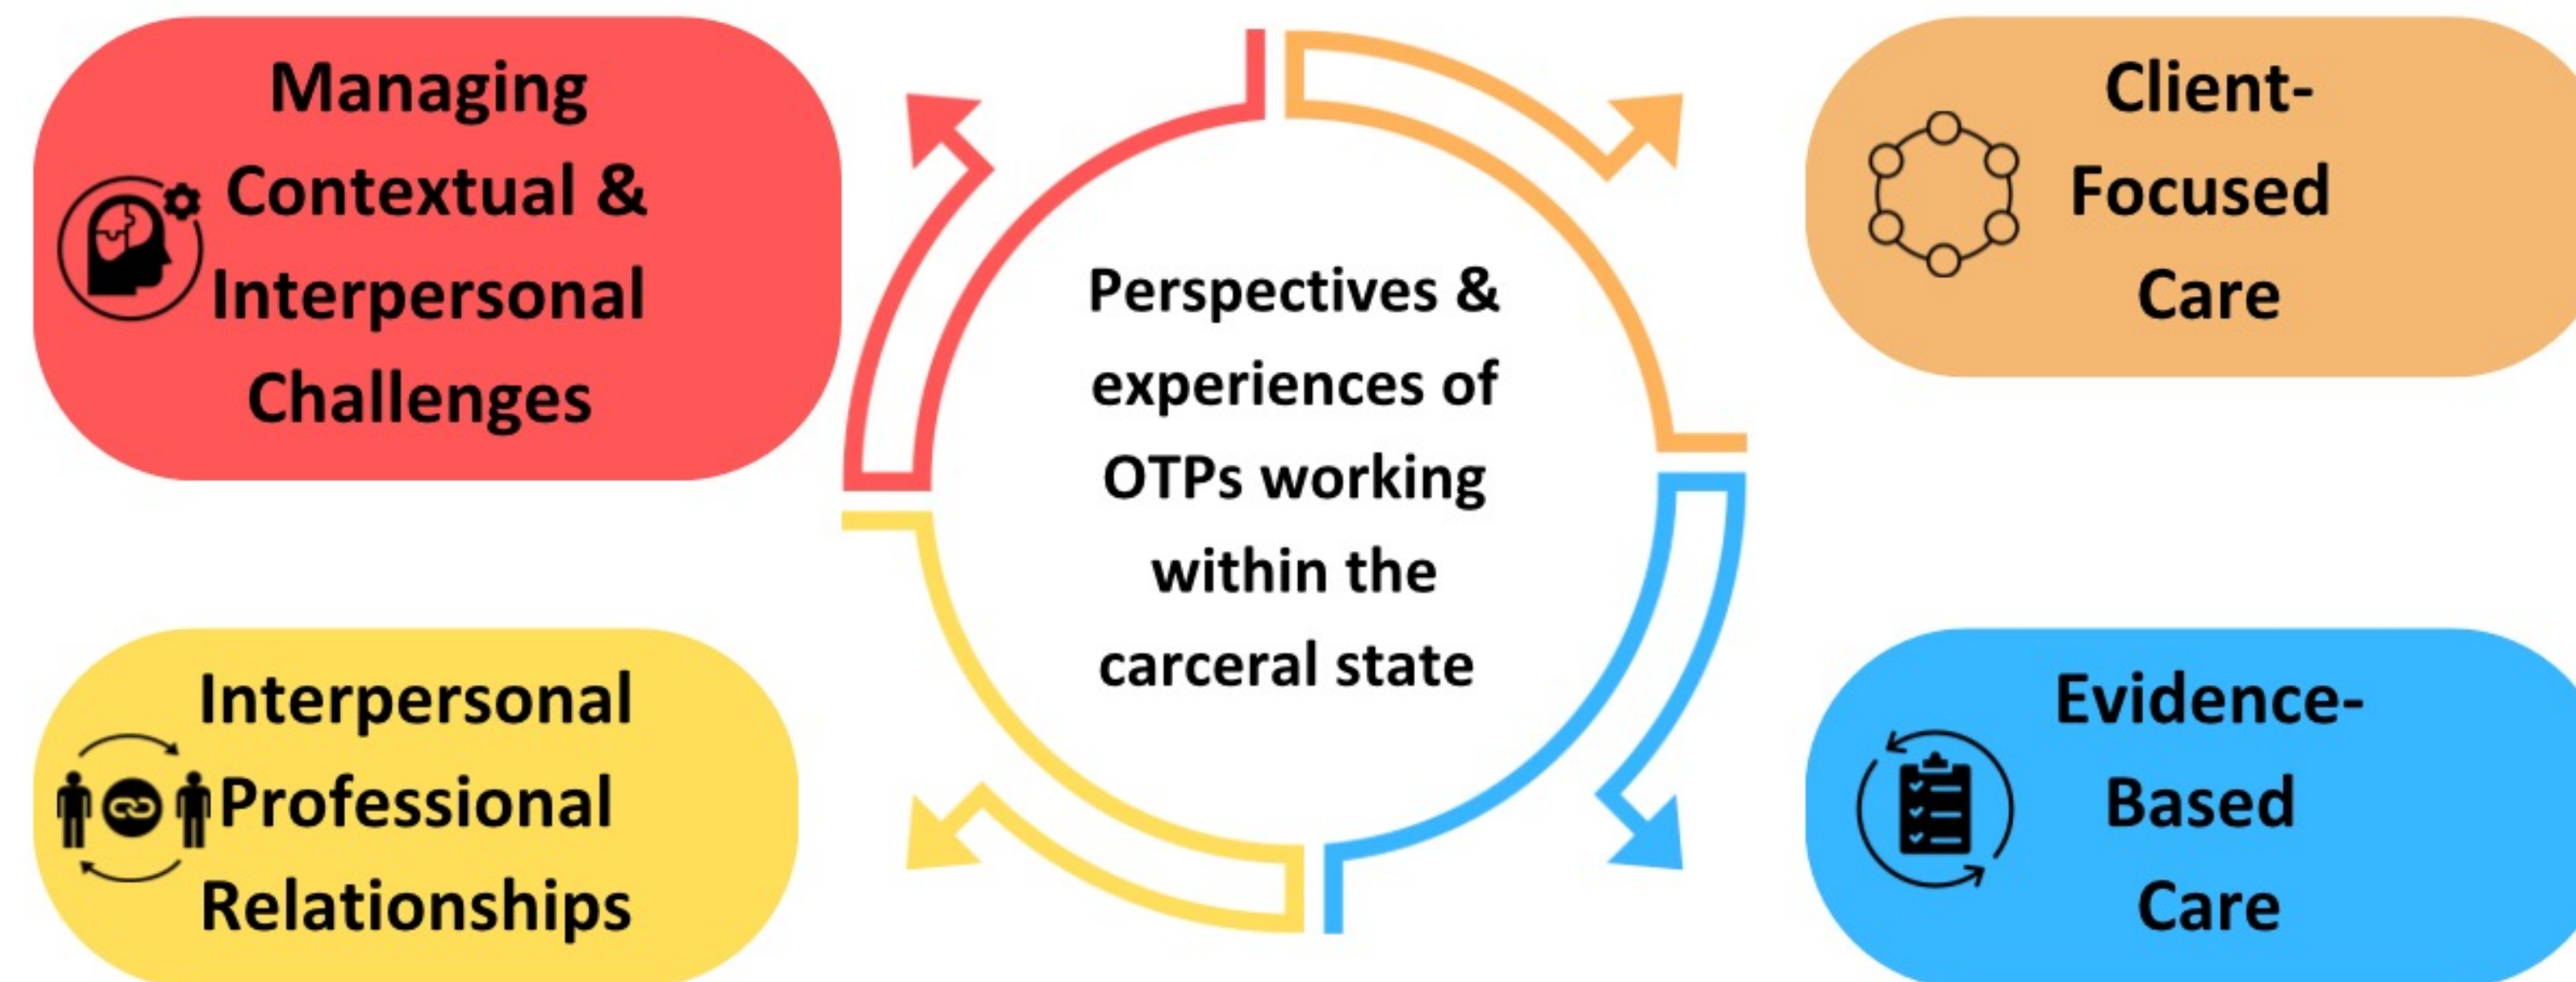 Managing
Contextual &
Interpersonal
Challenges
Client-
Focused
Care
Perspectives &
experiences of
OTPs working
within the
carceral state
Interpersonal
Professional
Relationships
Evidence-
Based
Care